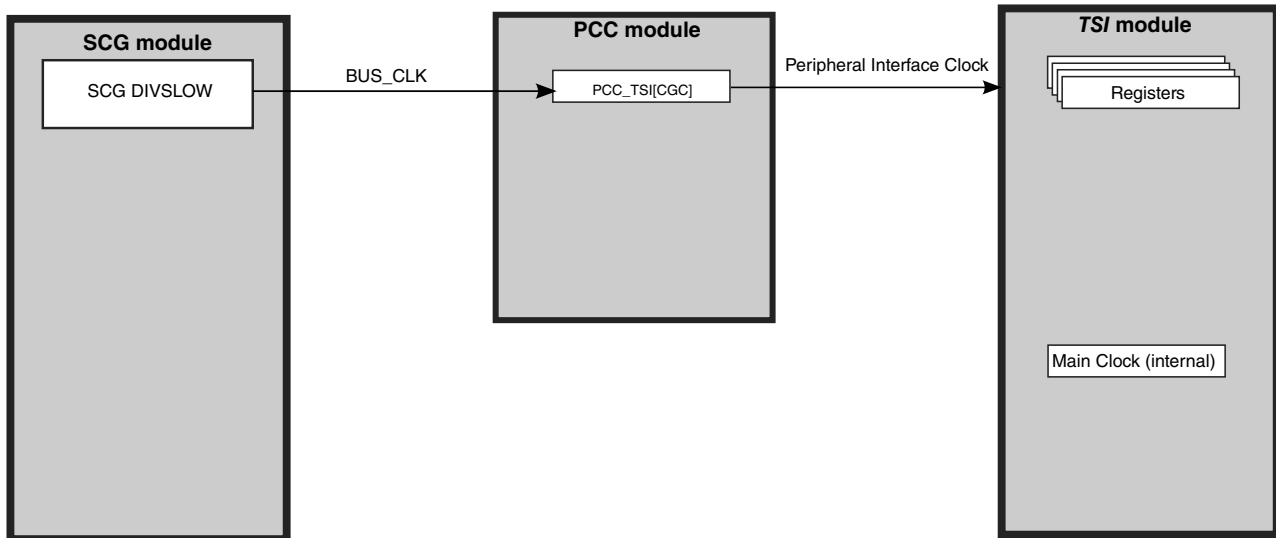 SCG module
SCG DIVSLOW
BUS_CLK
PCC module
PCC_TSI[CGC]
Peripheral Interface Clock
TSI module
Registers
Main Clock (internal)